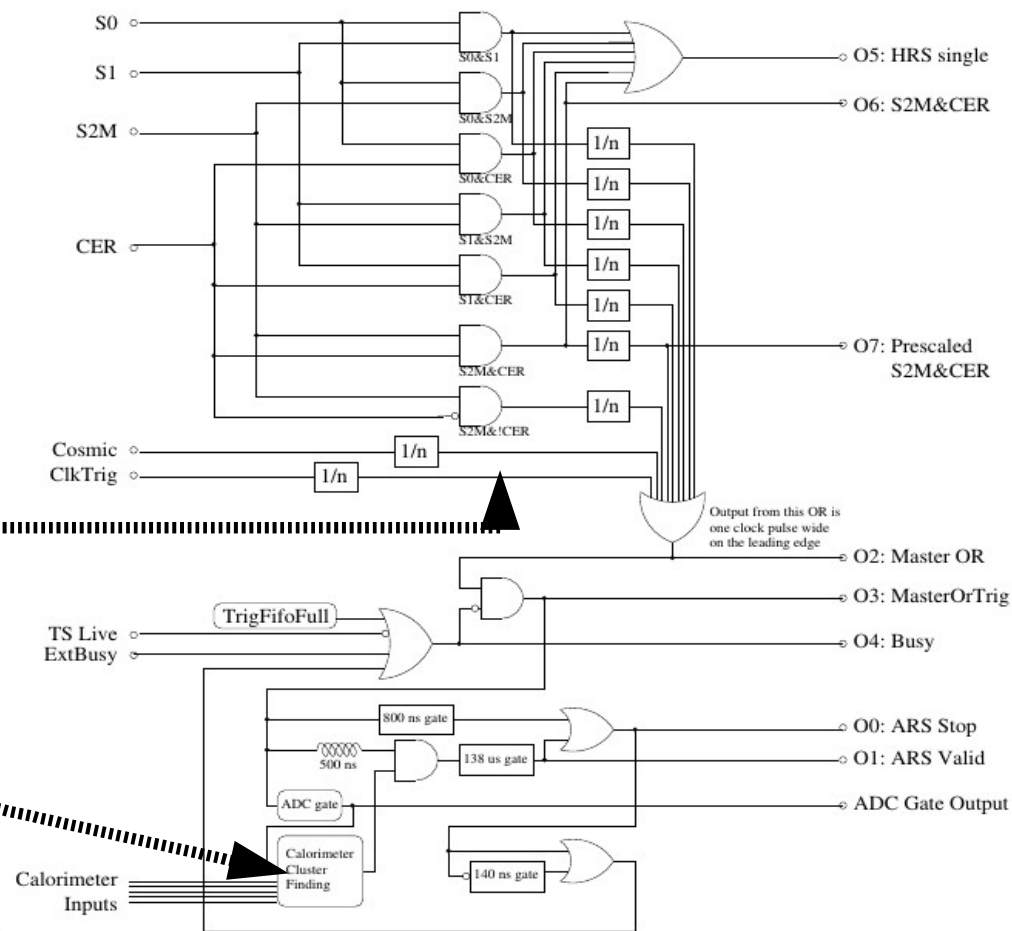 S0
S1
S2M
CER
S0&S1
S0&S2M
S0&CER
S1&S2M
S1&CER
S2M&CER
S2M&!CER
O5: HRS single
O6: S2M&CER
1/n
1/n
1/n
1/n
1/n
1/n
1/n
O7: Prescaled
S2M&CER
Cosmic
1/n
ClkTrig
1/n
Output from this OR is
one clock pulse wide
on the leading edge
O2: Master OR
O3: MasterOrTrig
O4: Busy
TrigFifoFull
TS Live
ExtBusy
800 ns gate
500 ns
138 us gate
O0: ARS Stop
O1: ARS Valid
ADC gate
ADC Gate Output
Calorimeter
Cluster
Finding
140 ns gate
Calorimeter
Inputs